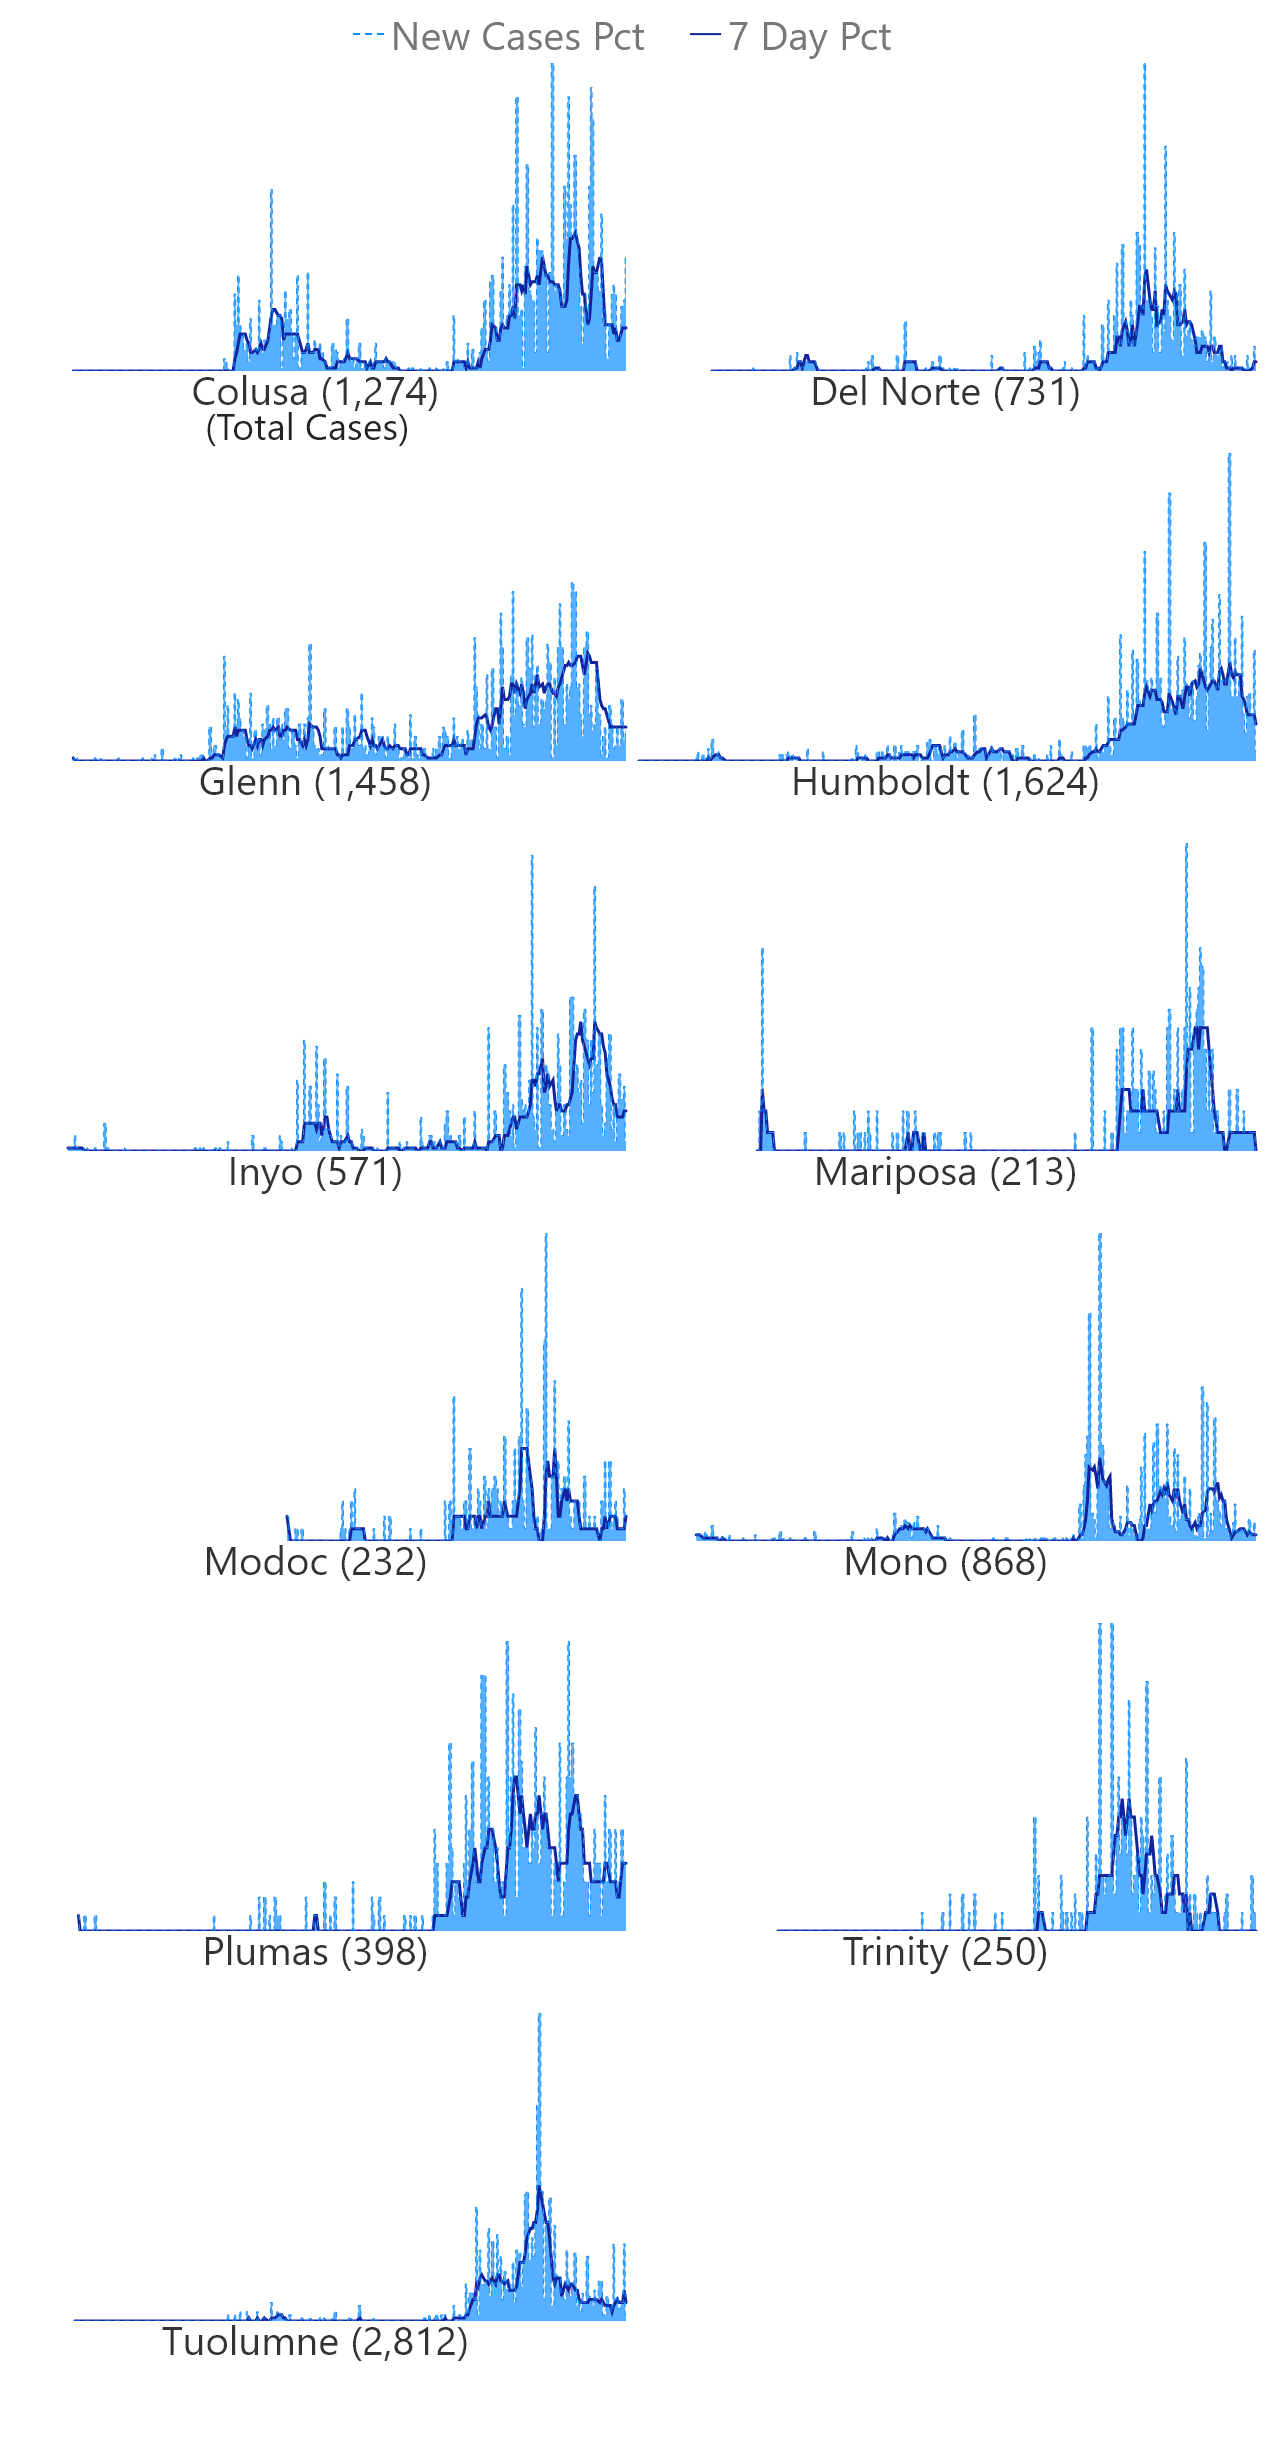 New Cases Pct 7 Day Pct
Colusa (1,274) Del Norte (731)
(Total Cases)
Glenn (1,458) Humboldt (1,624)
Inyo (571) Mariposa (213)
Modoc (232) Mono (868)
Plumas (398) Trinity (250)
Tuolumne (2,812)